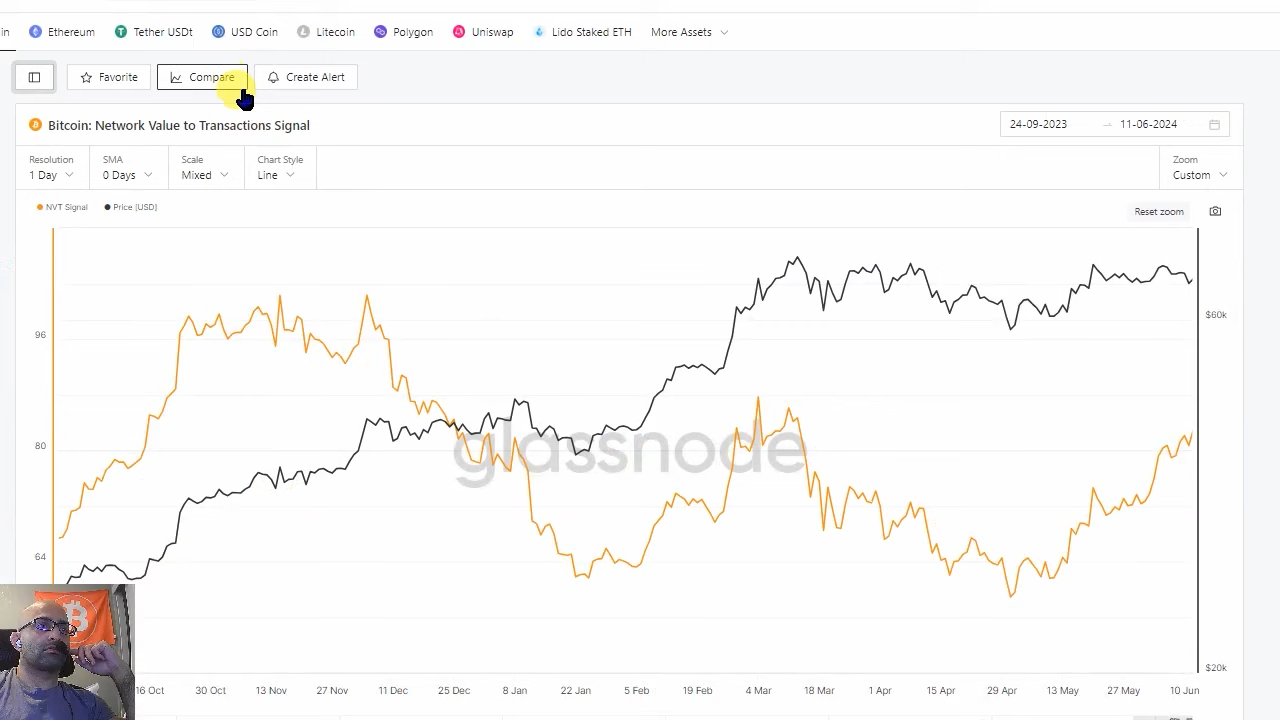 in Ethereum Tether USDt USD Coin Litecoin Polygon Uniswap Lido Staked ETH More Assets
Favorite Compare Create Alert
Bitcoin: Network Value to Transactions Signal 24-09-2023 → 11-06-2024
Resolution SMA Scale Chart Style Zoom
1 Day 0 Days Mixed Line Custom
NVT Signal Price [USD] Reset zoom
96
$60k
80
glassnode
64
$20k
16 Oct 30 Oct 13 Nov 27 Nov 11 Dec 25 Dec 8 Jan 22 Jan 5 Feb 19 Feb 4 Mar 18 Mar 1 Apr 15 Apr 29 Apr 13 May 27 May 10 Jun